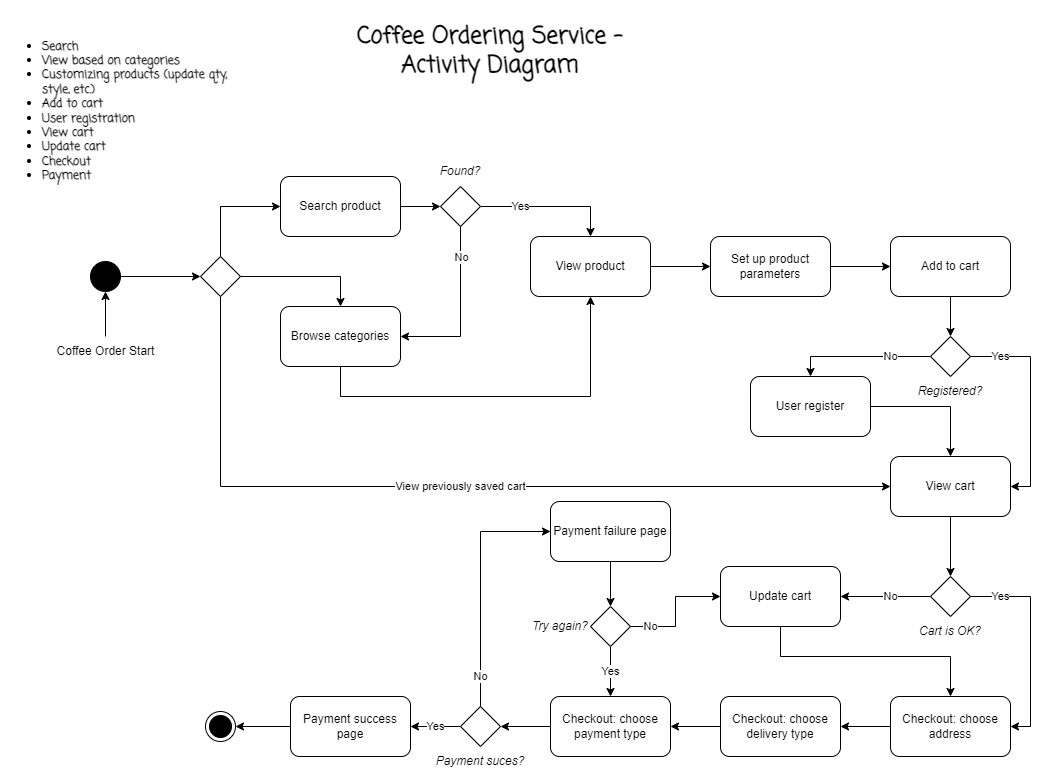 Coffee Ordering Service -
Activity Diagram
Search
View based on categories
Customizing products (update qty,
style, etc)
Add to cart
User registration
View cart
Update cart
Checkout
Payment
Found?
Search product
Yes
No
View product
Set up product
parameters
Add to cart
Browse categories
Coffee Order Start
No
Yes
Registered?
User register
View previously saved cart
View cart
Payment failure page
Update cart
No
Yes
Try again?
No
Cart is OK?
Yes
No
Payment success
page
Yes
Checkout: choose
payment type
Checkout: choose
delivery type
Checkout: choose
address
Payment suces?